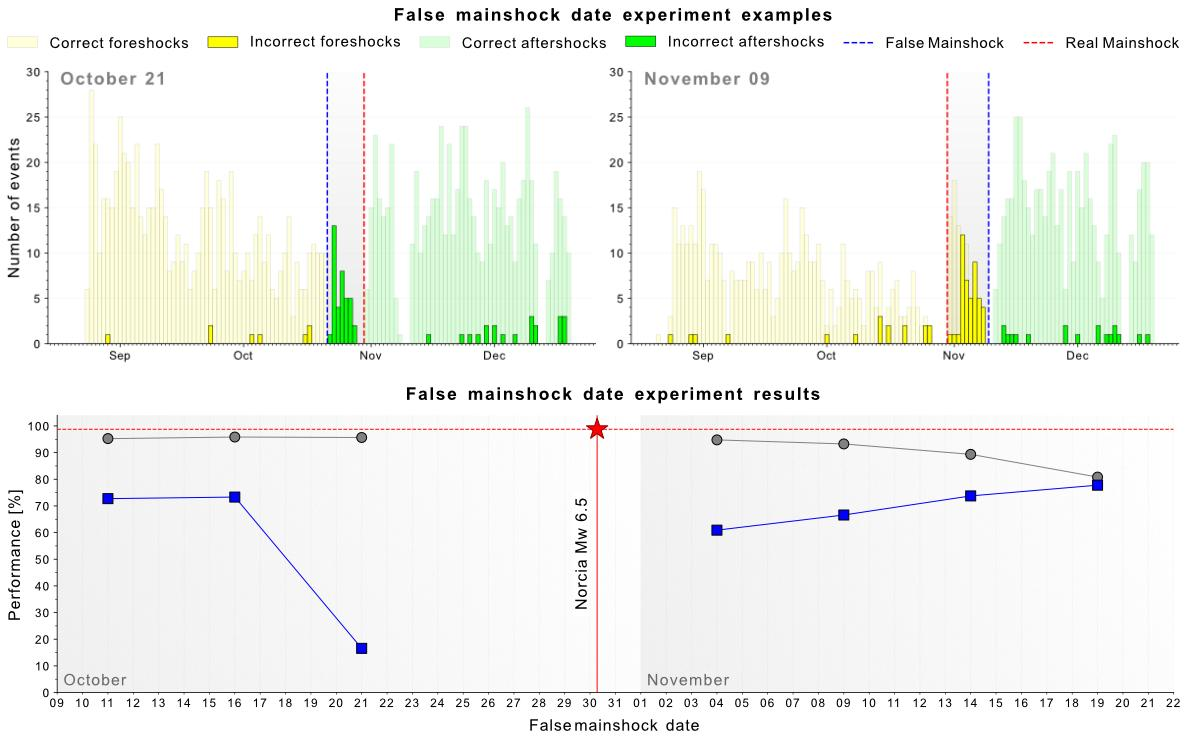 False mainshock date experiment examples
Correct foreshocks Incorrect foreshocks Correct aftershocks Incorrect aftershocks False Mainshock Real Mainshock
October 21
November 09
Number of events
30
25
20
15
10
5
0
Sep Oct Nov Dec
30
25
20
15
10
5
0
Sep Oct Nov Dec
False mainshock date experiment results
Performance [%]
100
90
80
70
60
50
40
30
20
10
0
Norcia Mw 6.5
October
November
09 10 11 12 13 14 15 16 17 18 19 20 21 22 23 24 25 26 27 28 29 30 31 01 02 03 04 05 06 07 08 09 10 11 12 13 14 15 16 17 18 19 20 21 22
False mainshock date